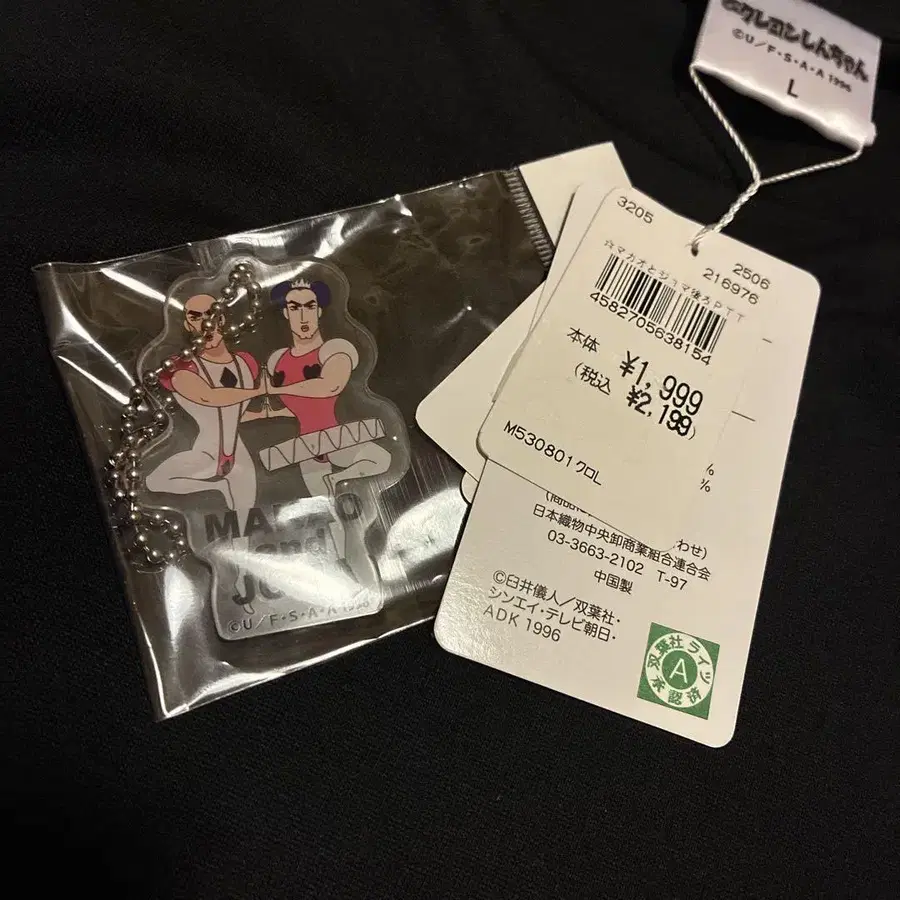 クレヨンしんちゃん
©U/F・S・A・A 1996
L
3205
2506
216976
☆マカオとジョマ後ろPTT
4582705638154
本体 ¥1,999
(税込 ¥2,199)
M530801クロL
%
%
わせ)
日本織物中央卸商業組合連合会
03-3663-2102 T-97
中国製
©臼井儀人/双葉社・
シンエイ・テレビ朝日・
ADK 1996
双葉社ライツ
A
承認済
and
©U/F・S・A・A 1996